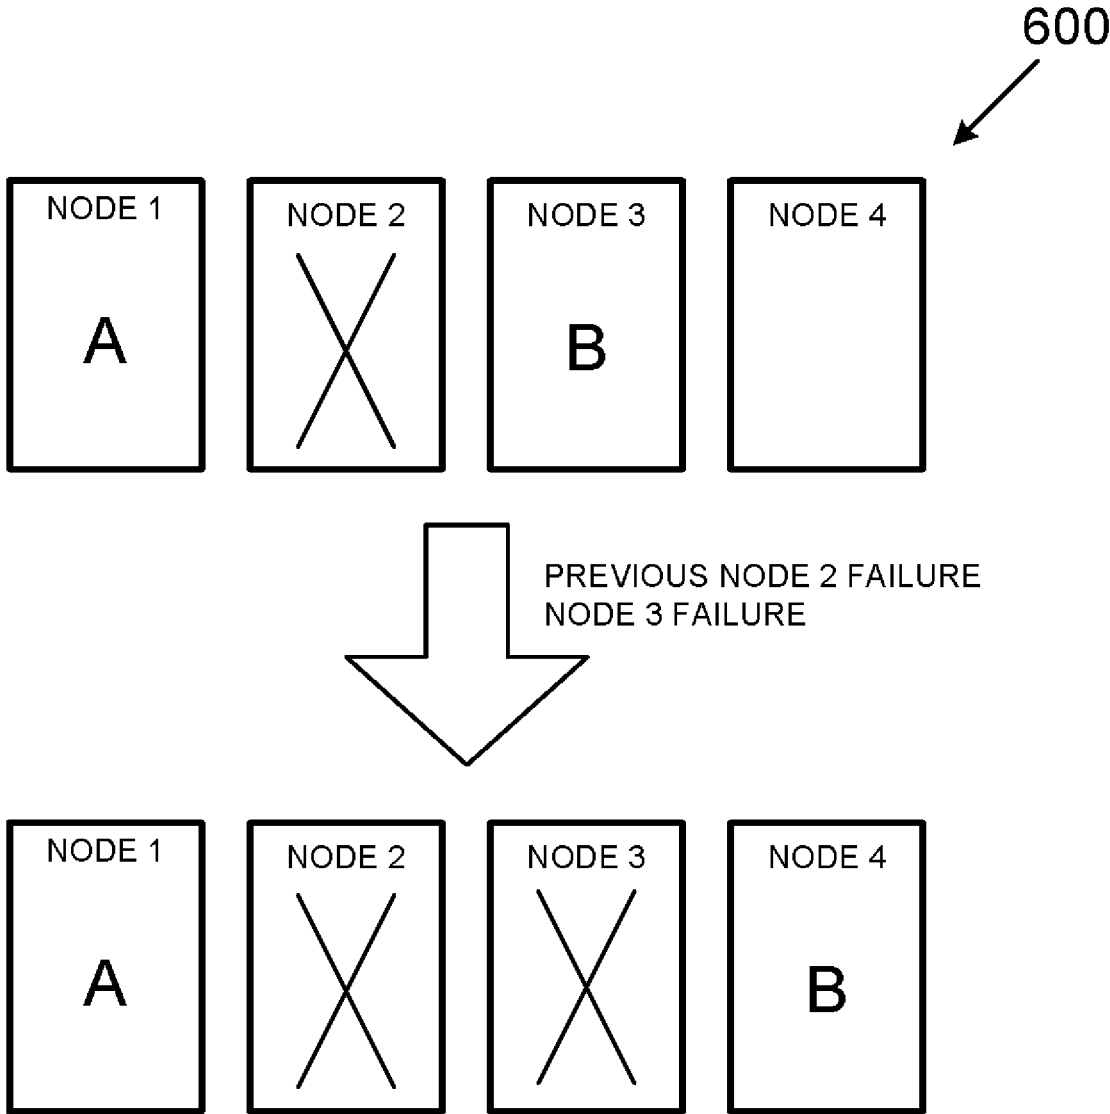 600
NODE 1
NODE 2
NODE 3
NODE 4
A
B
PREVIOUS NODE 2 FAILURE
NODE 3 FAILURE
NODE 1
NODE 2
NODE 3
NODE 4
A
B